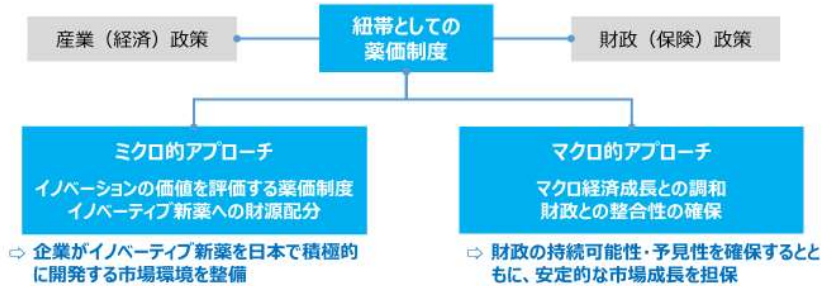 産業（経済）政策
紐帯としての
薬価制度
財政（保険）政策
ミクロ的アプローチ
イノベーションの価値を評価する薬価制度
イノベーティブ新薬への財源配分
⇨ 企業がイノベーティブ新薬を日本で積極的
に開発する市場環境を整備
マクロ的アプローチ
マクロ経済成長との調和
財政との整合性の確保
⇨ 財政の持続可能性・予見性を確保するとと
もに、安定的な市場成長を担保